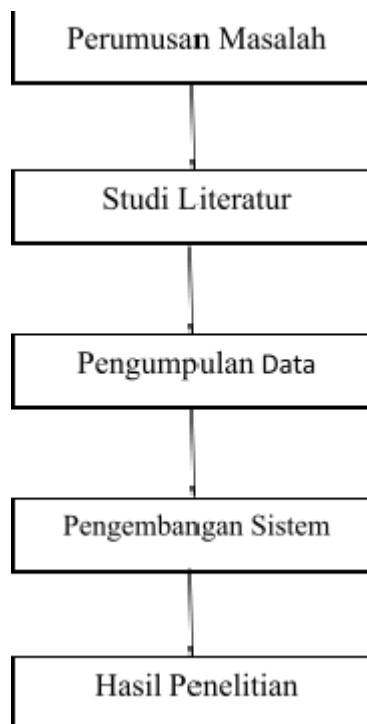 Perumusan Masalah
Studi Literatur
Pengumpulan Data
Pengembangan Sistem
Hasil Penelitian